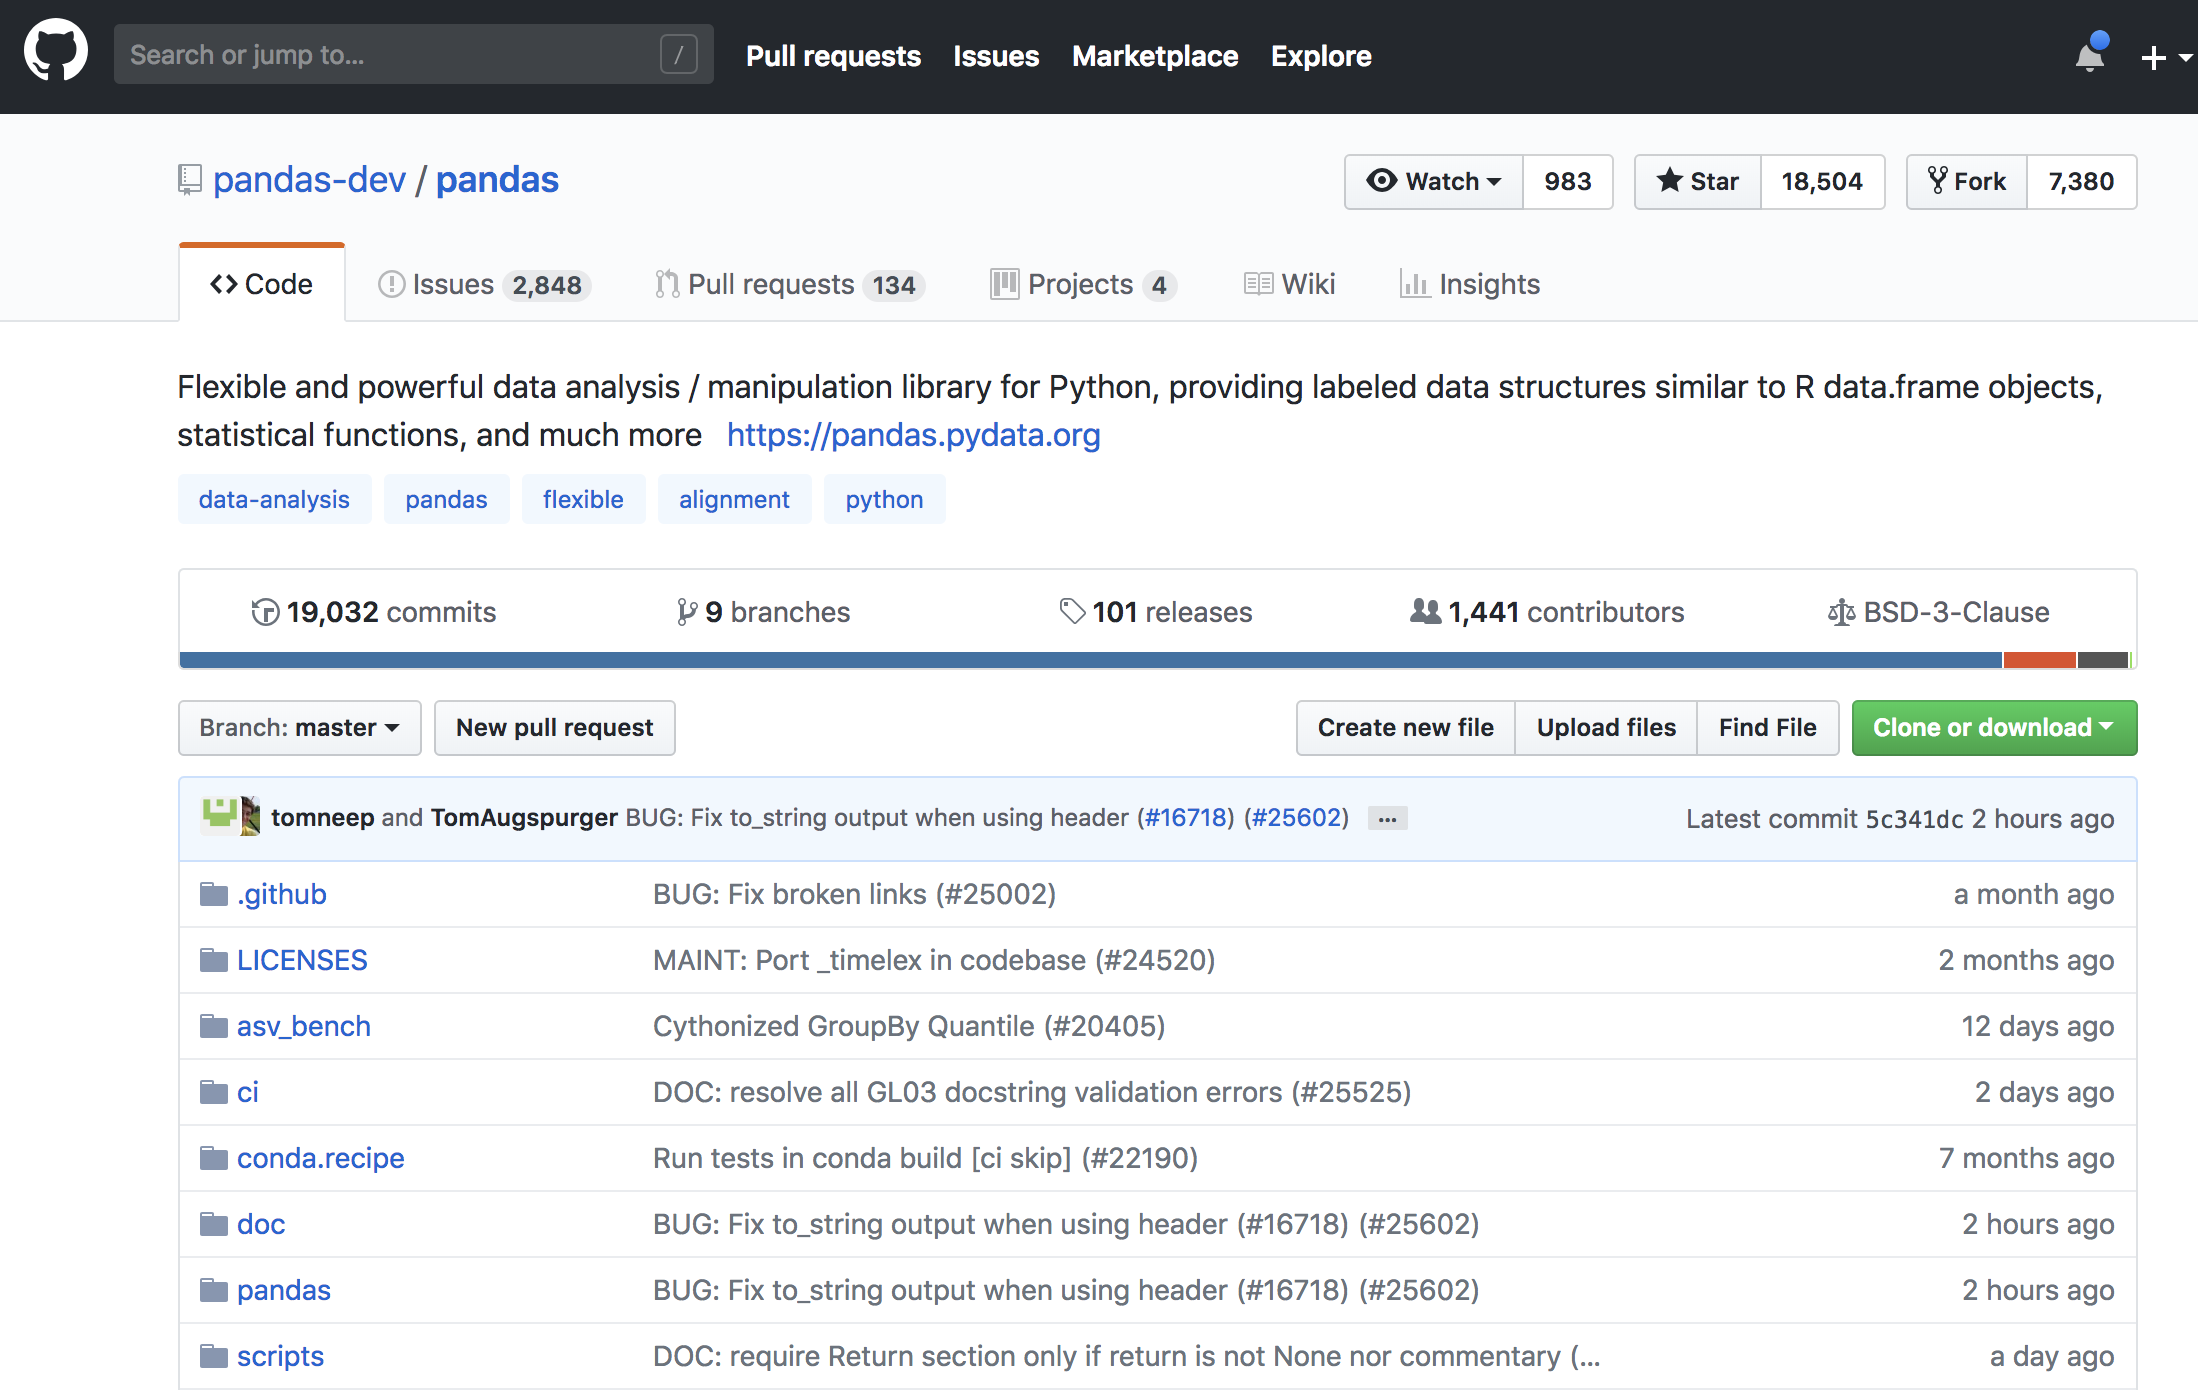 Search or jump to... /
Pull requests Issues Marketplace Explore
pandas-dev / pandas
Watch 983 Star 18,504 Fork 7,380
Code Issues 2,848 Pull requests 134 Projects 4 Wiki Insights
Flexible and powerful data analysis / manipulation library for Python, providing labeled data structures similar to R data.frame objects,
statistical functions, and much more https://pandas.pydata.org
data-analysis pandas flexible alignment python
19,032 commits 9 branches 101 releases 1,441 contributors BSD-3-Clause
Branch: master New pull request Create new file Upload files Find File Clone or download
tomneep and TomAugspurger BUG: Fix to_string output when using header (#16718) (#25602) ... Latest commit 5c341dc 2 hours ago
.github BUG: Fix broken links (#25002) a month ago
LICENSES MAINT: Port _timelex in codebase (#24520) 2 months ago
asv_bench Cythonized GroupBy Quantile (#20405) 12 days ago
ci DOC: resolve all GL03 docstring validation errors (#25525) 2 days ago
conda.recipe Run tests in conda build [ci skip] (#22190) 7 months ago
doc BUG: Fix to_string output when using header (#16718) (#25602) 2 hours ago
pandas BUG: Fix to_string output when using header (#16718) (#25602) 2 hours ago
scripts DOC: require Return section only if return is not None nor commentary (... a day ago